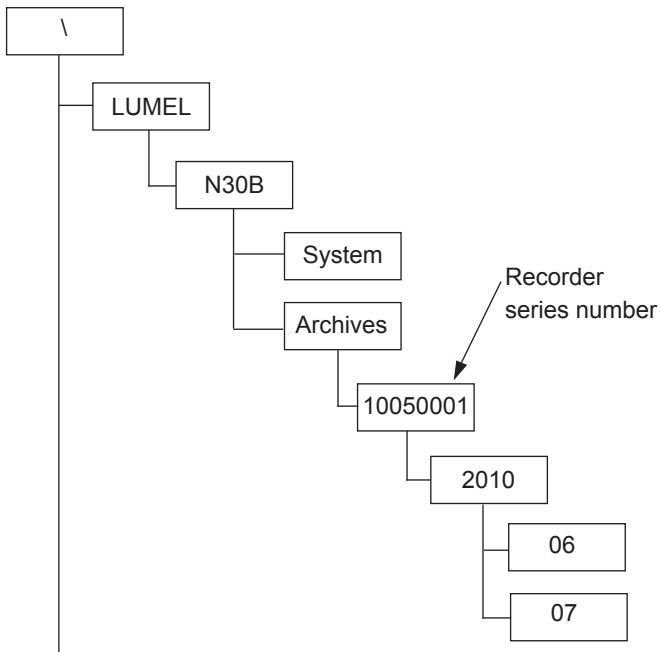 \
LUMEL
N30B
System
Recorder
series number
Archives
10050001
2010
06
07